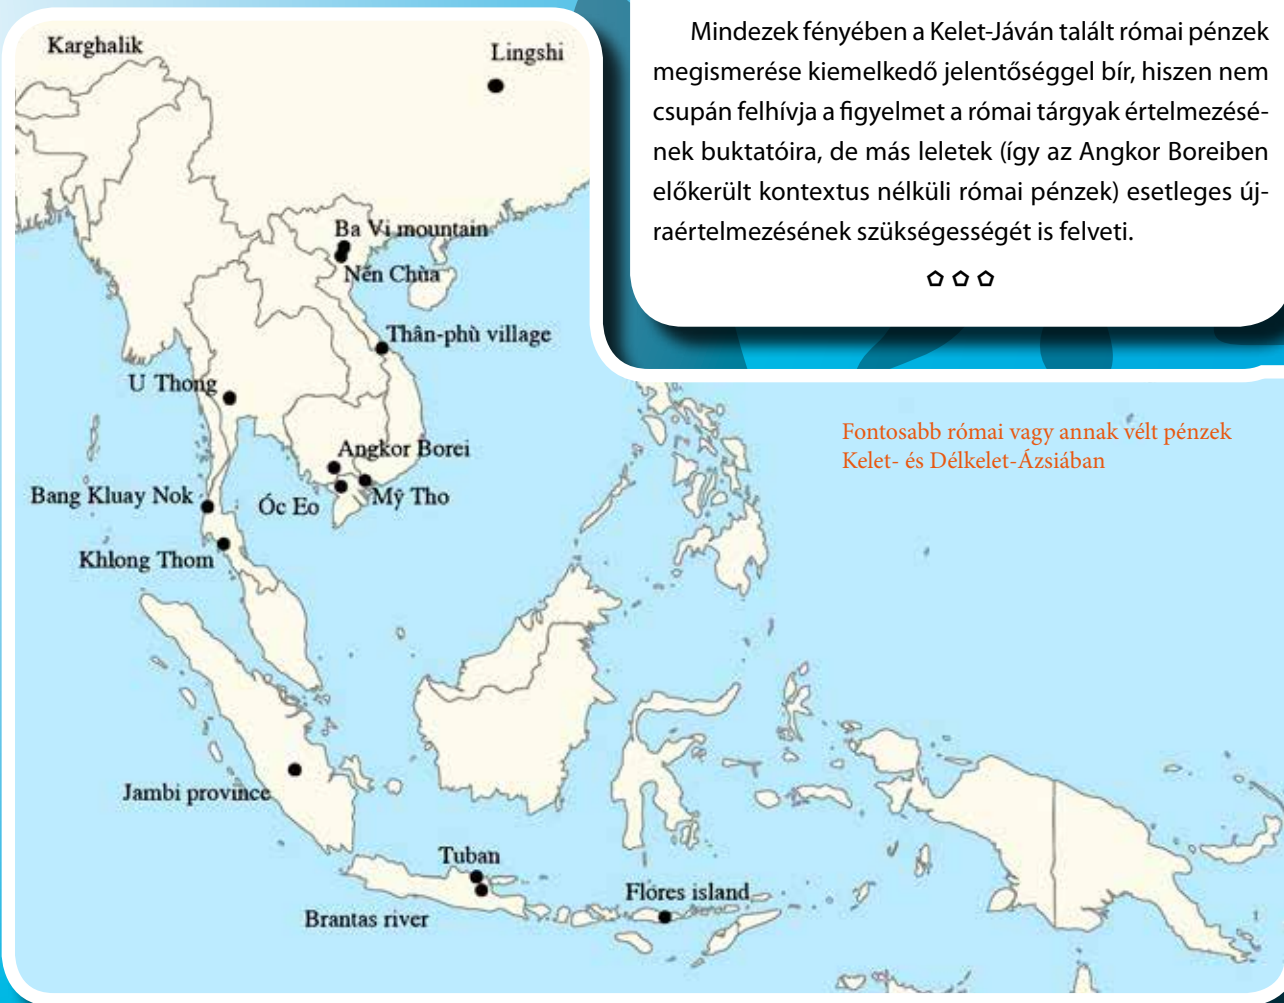 Mindezek fényében a Kelet-Jáván talált római pénzek
megismerése kiemelkedő jelentőséggel bír, hiszen nem
csupán felhívja a figyelmet a római tárgyak értelmezésé-
nek buktatóira, de más leletek (így az Angkor Boreiben
előkerült kontextus nélküli római pénzek) esetleges új-
raértelmezésének szükségességét is felveti.
Karghalik
Lingshi
Ba Vi mountain
Nền Chùa
Thân-phù village
U Thong
Angkor Borei
Bang Kluay Nok
Óc Eo
Mỹ Tho
Khlong Thom
Jambi province
Tuban
Brantas river
Flores island
Fontosabb római vagy annak vélt pénzek
Kelet- és Délkelet-Ázsiában